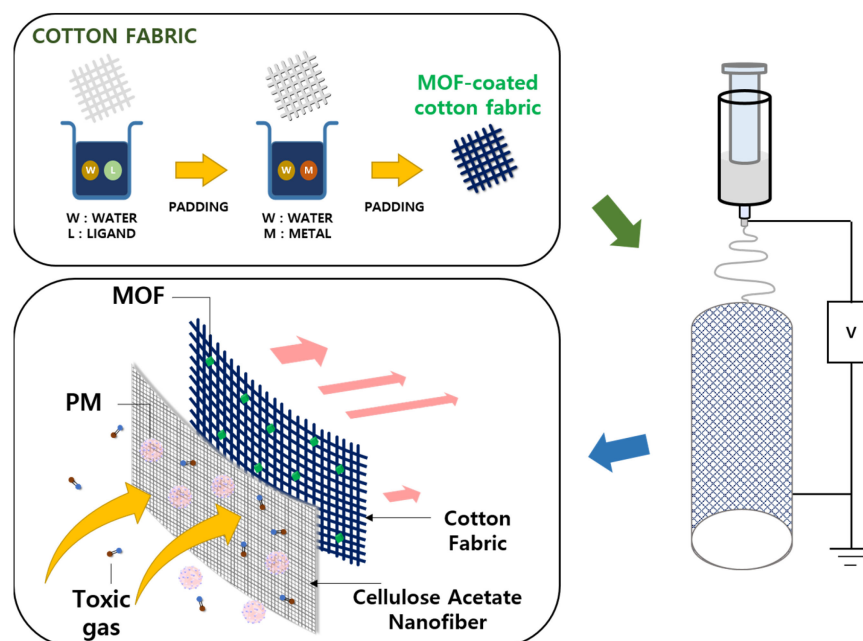 COTTON FABRIC
MOF-coated
cotton fabric
W
L
W
M
PADDING
PADDING
W : WATER
L : LIGAND
W : WATER
M : METAL
V
MOF
PM
Cotton
Fabric
Toxic
gas
Cellulose Acetate
Nanofiber